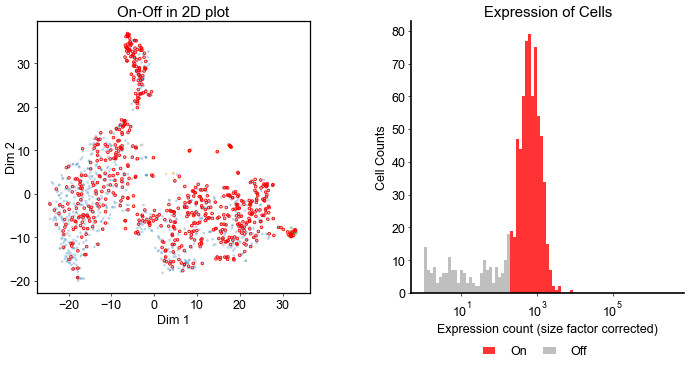 On-Off in 2D plot
Dim 2
30
20
10
0
−10
−20
−20 −10 0 10 20 30
Dim 1
Expression of Cells
Cell Counts
80
70
60
50
40
30
20
10
0
10^1 10^3 10^5
Expression count (size factor corrected)
On Off